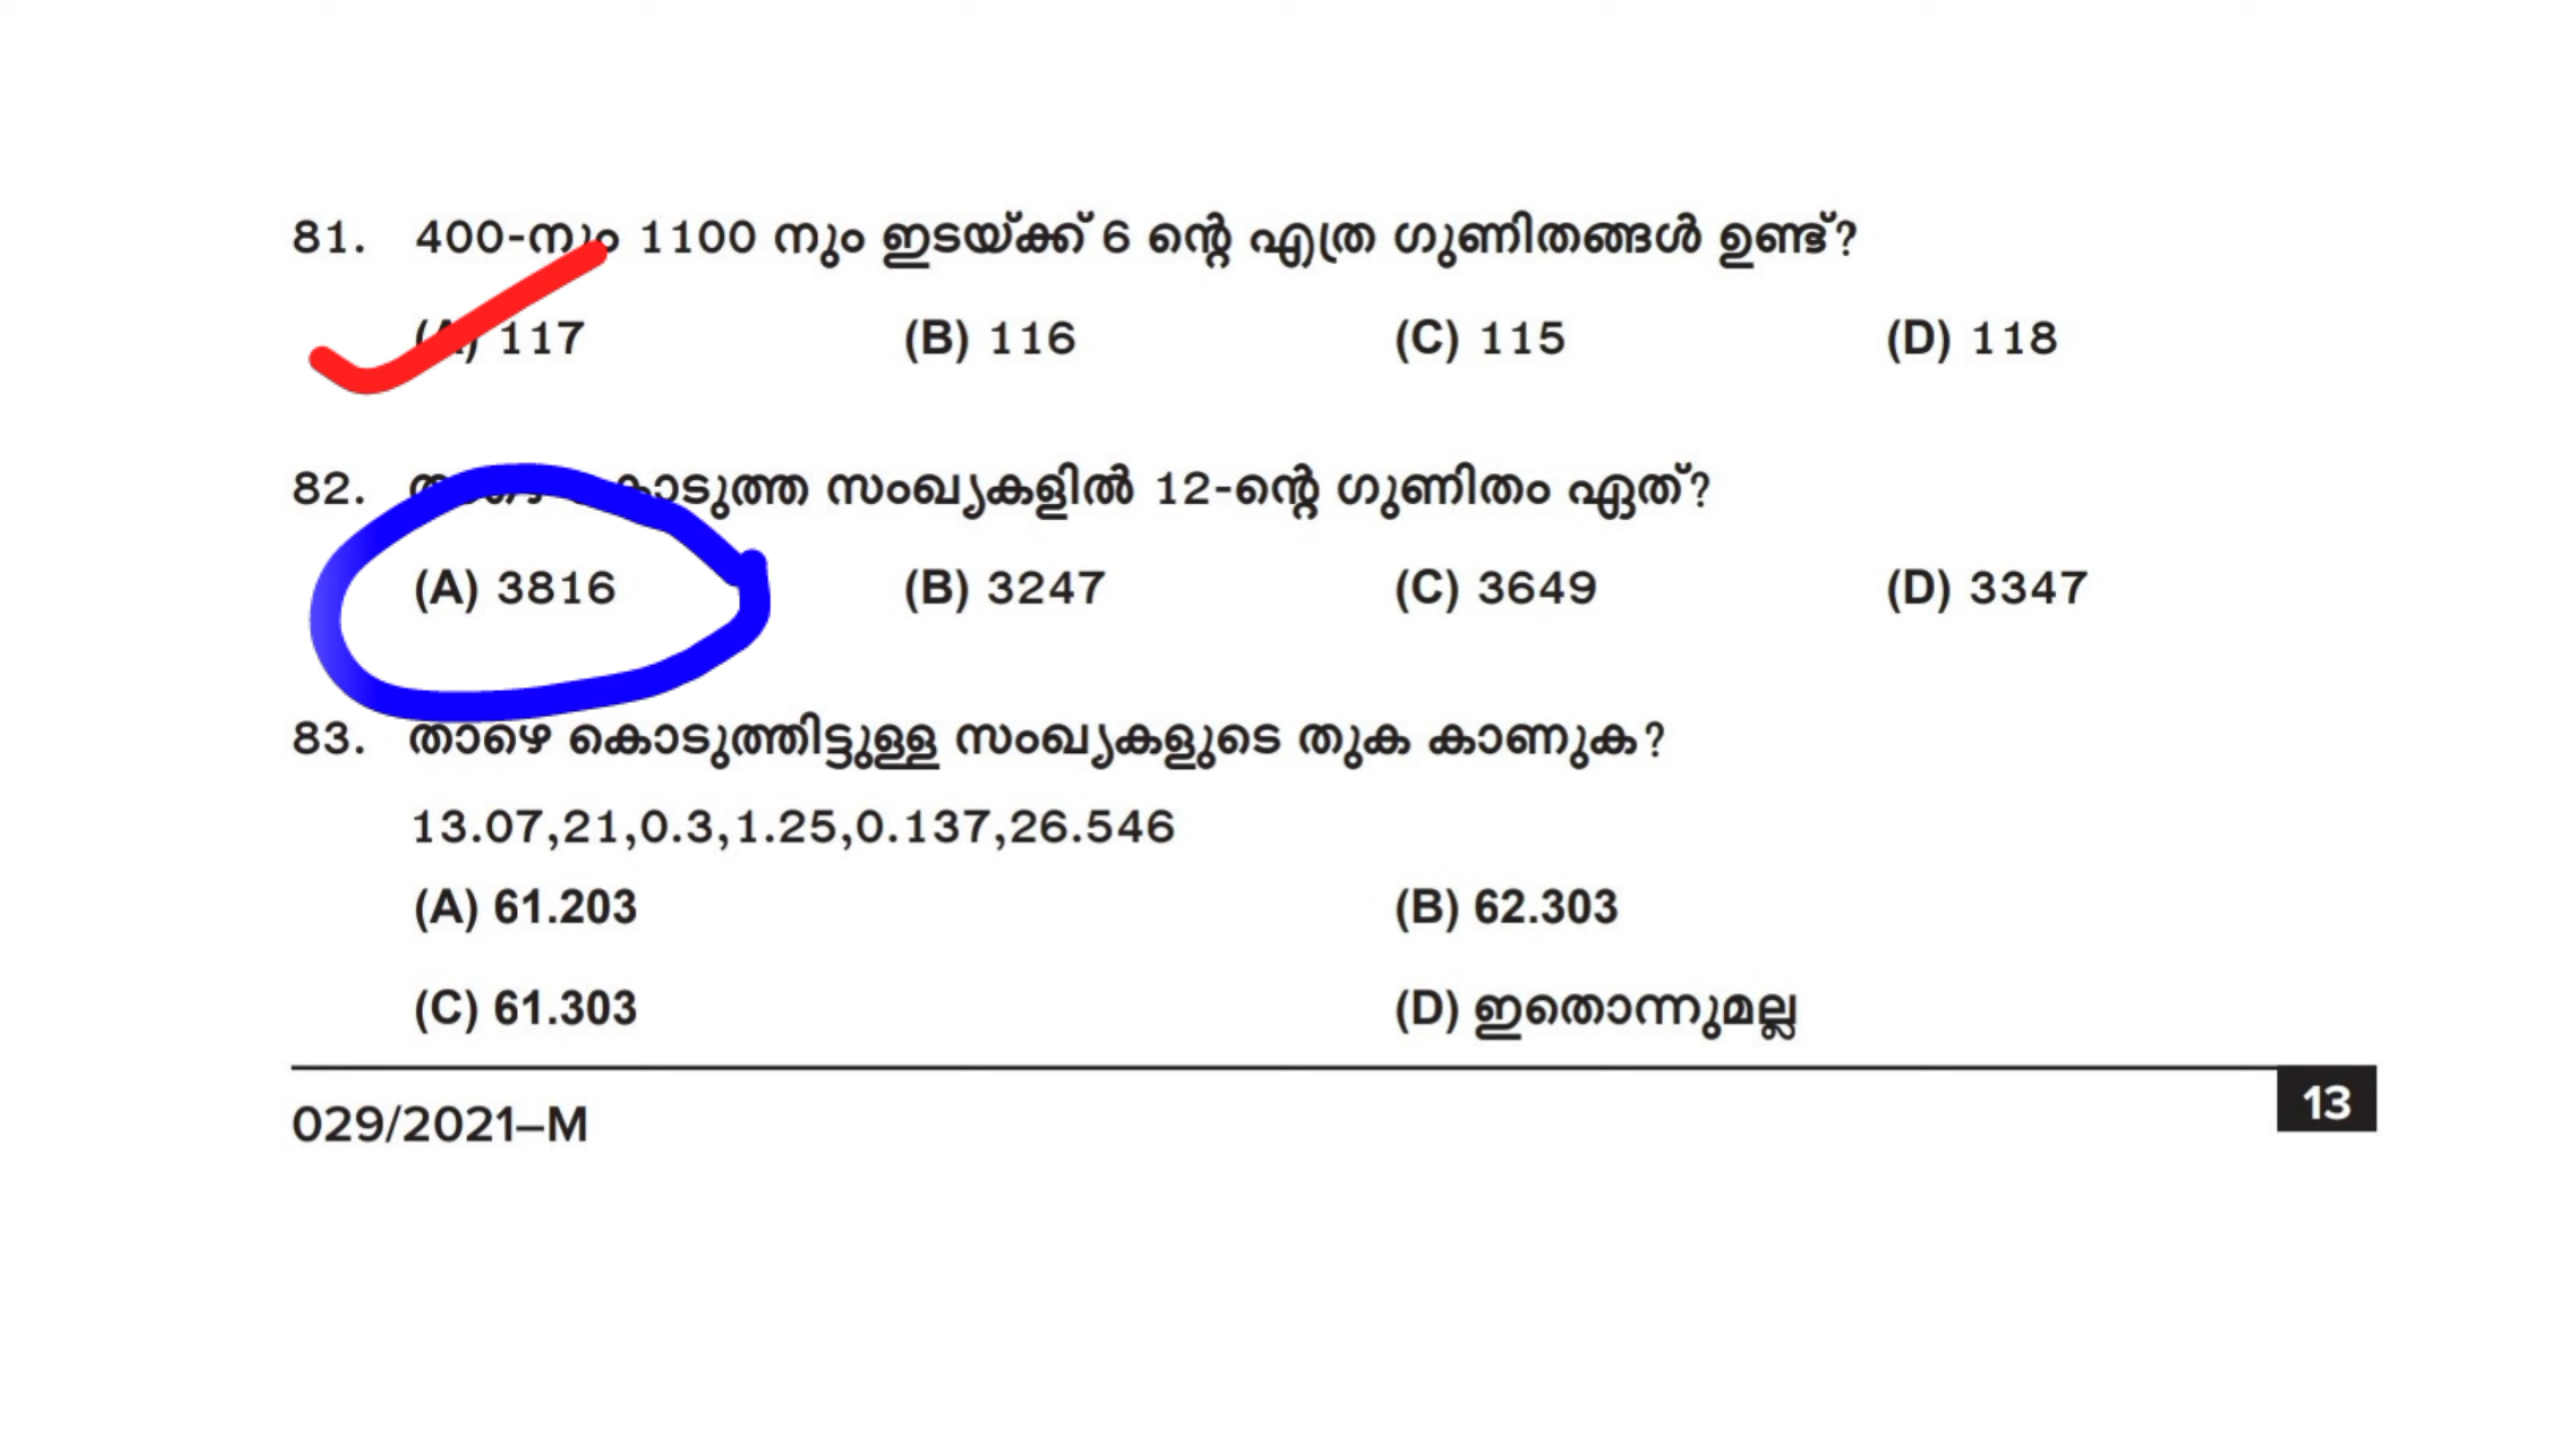 81. 400-നും 1100 നും ഇടയ്ക്ക് 6 ന്റെ എത്ര ഗുണിതങ്ങൾ ഉണ്ട്?
(A) 117 (B) 116 (C) 115 (D) 118
82. താഴെ കൊടുത്ത സംഖ്യകളിൽ 12-ന്റെ ഗുണിതം ഏത്?
(A) 3816 (B) 3247 (C) 3649 (D) 3347
83. താഴെ കൊടുത്തിട്ടുള്ള സംഖ്യകളുടെ തുക കാണുക?
13.07,21,0.3,1.25,0.137,26.546
(A) 61.203 (B) 62.303
(C) 61.303 (D) ഇതൊന്നുമല്ല
029/2021–M 13